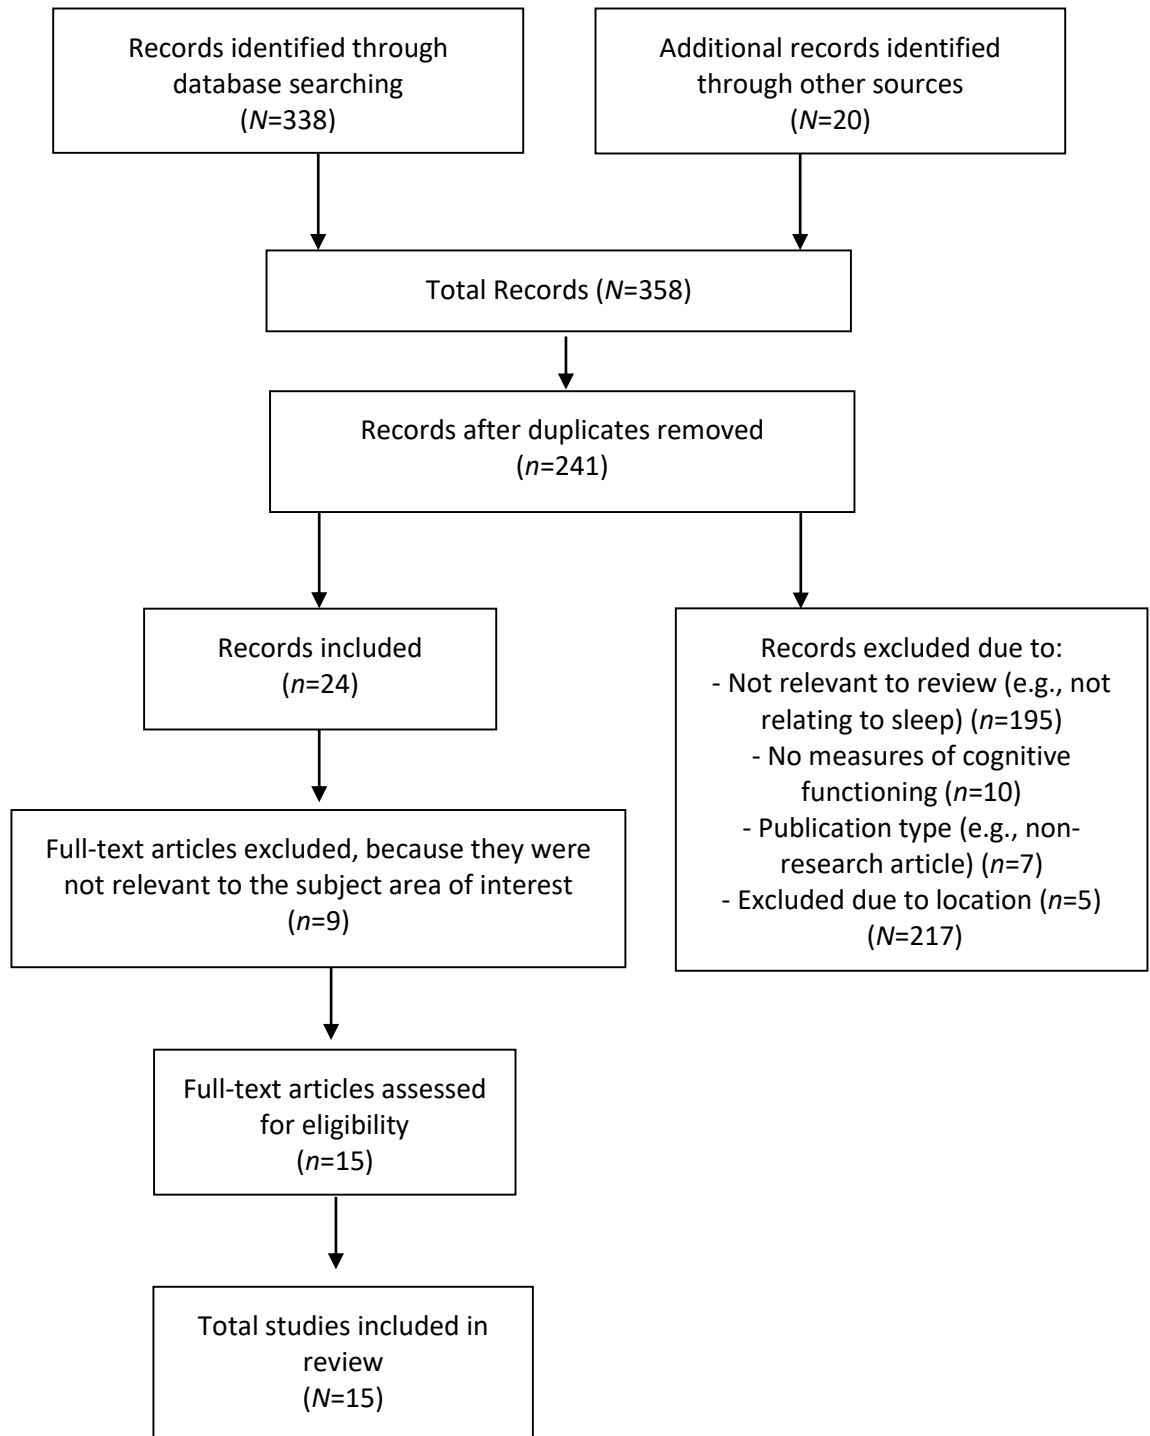 Records identified through
database searching
(N=338)
Additional records identified
through other sources
(N=20)
Total Records (N=358)
Records after duplicates removed
(n=241)
Records included
(n=24)
Records excluded due to:
- Not relevant to review (e.g., not
relating to sleep) (n=195)
- No measures of cognitive
functioning (n=10)
- Publication type (e.g., non-
research article) (n=7)
- Excluded due to location (n=5)
(N=217)
Full-text articles excluded, because they were
not relevant to the subject area of interest
(n=9)
Full-text articles assessed
for eligibility
(n=15)
Total studies included in
review
(N=15)